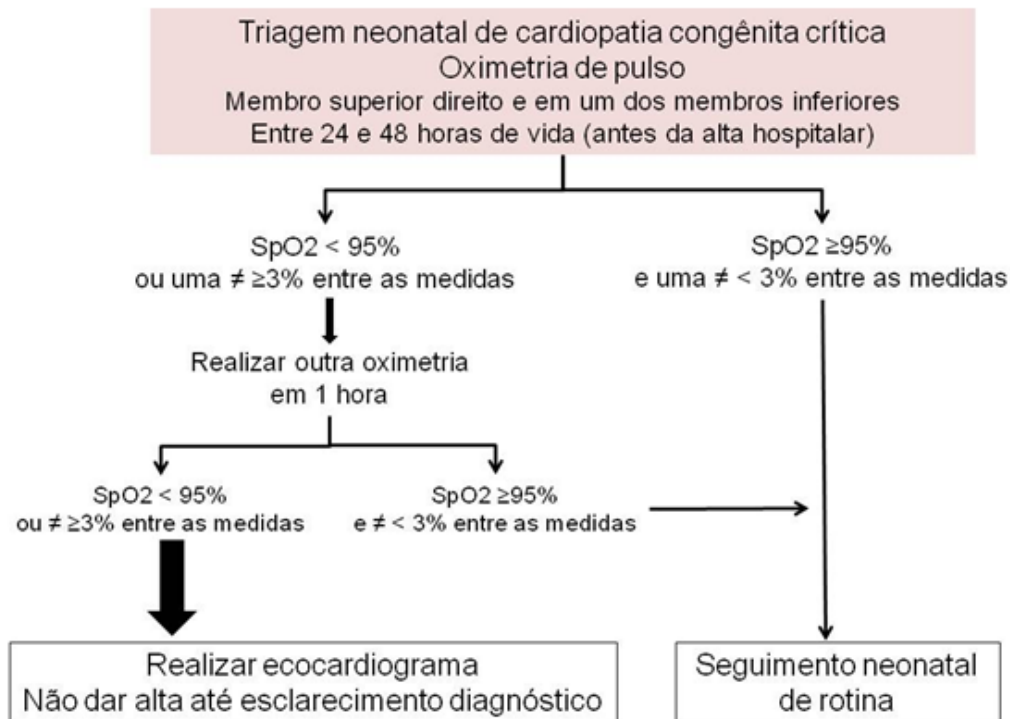 Triagem neonatal de cardiopatia congênita crítica
Oximetria de pulso
Membro superior direito e em um dos membros inferiores
Entre 24 e 48 horas de vida (antes da alta hospitalar)
SpO2 < 95%
ou uma ≠ ≥3% entre as medidas
SpO2 ≥95%
e uma ≠ < 3% entre as medidas
Realizar outra oximetria
em 1 hora
SpO2 < 95%
ou ≠ ≥3% entre as medidas
SpO2 ≥95%
e ≠ < 3% entre as medidas
Realizar ecocardiograma
Não dar alta até esclarecimento diagnóstico
Seguimento neonatal
de rotina